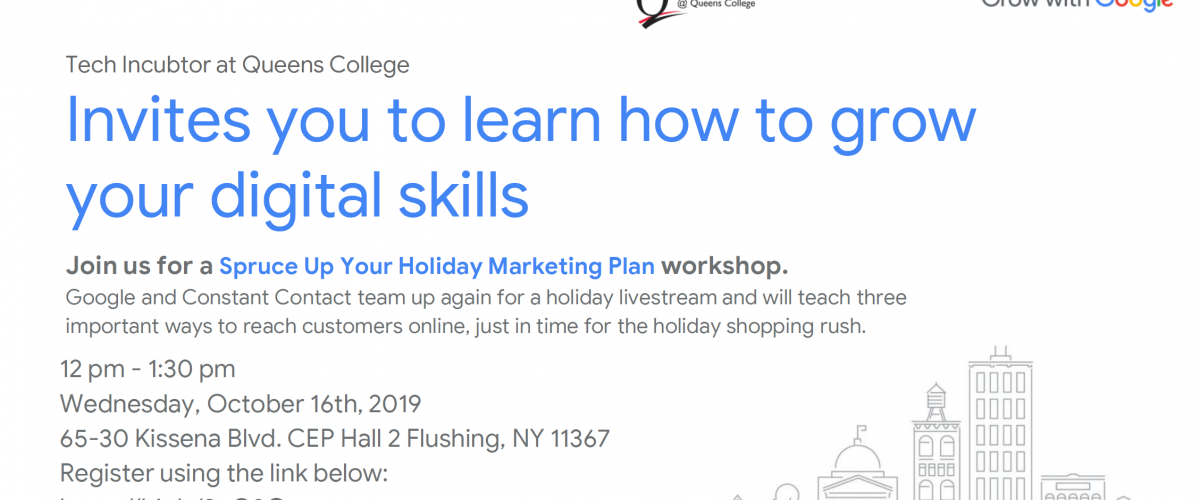 @ Queens College
Grow with Google
Tech Incubtor at Queens College
Invites you to learn how to grow
your digital skills
Join us for a Spruce Up Your Holiday Marketing Plan workshop.
Google and Constant Contact team up again for a holiday livestream and will teach three
important ways to reach customers online, just in time for the holiday shopping rush.
12 pm - 1:30 pm
Wednesday, October 16th, 2019
65-30 Kissena Blvd. CEP Hall 2 Flushing, NY 11367
Register using the link below: